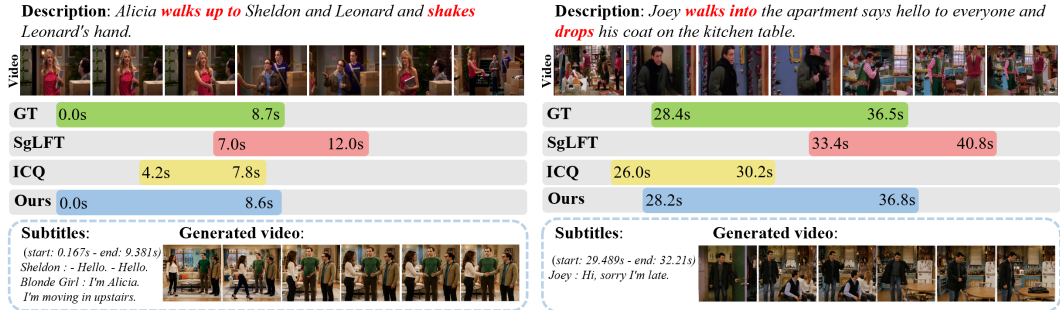 Description: Alicia walks up to Sheldon and Leonard and shakes
Leonard's hand.
Video
GT 0.0s 8.7s
SgLFT 7.0s 12.0s
ICQ 4.2s 7.8s
Ours 0.0s 8.6s
Subtitles: Generated video:
(start: 0.167s - end: 9.381s)
Sheldon : - Hello. - Hello.
Blonde Girl : I'm Alicia.
I'm moving in upstairs.
Description: Joey walks into the apartment says hello to everyone and
drops his coat on the kitchen table.
Video
GT 28.4s 36.5s
SgLFT 33.4s 40.8s
ICQ 26.0s 30.2s
Ours 28.2s 36.8s
Subtitles: Generated video:
(start: 29.489s - end: 32.21s)
Joey : Hi, sorry I'm late.